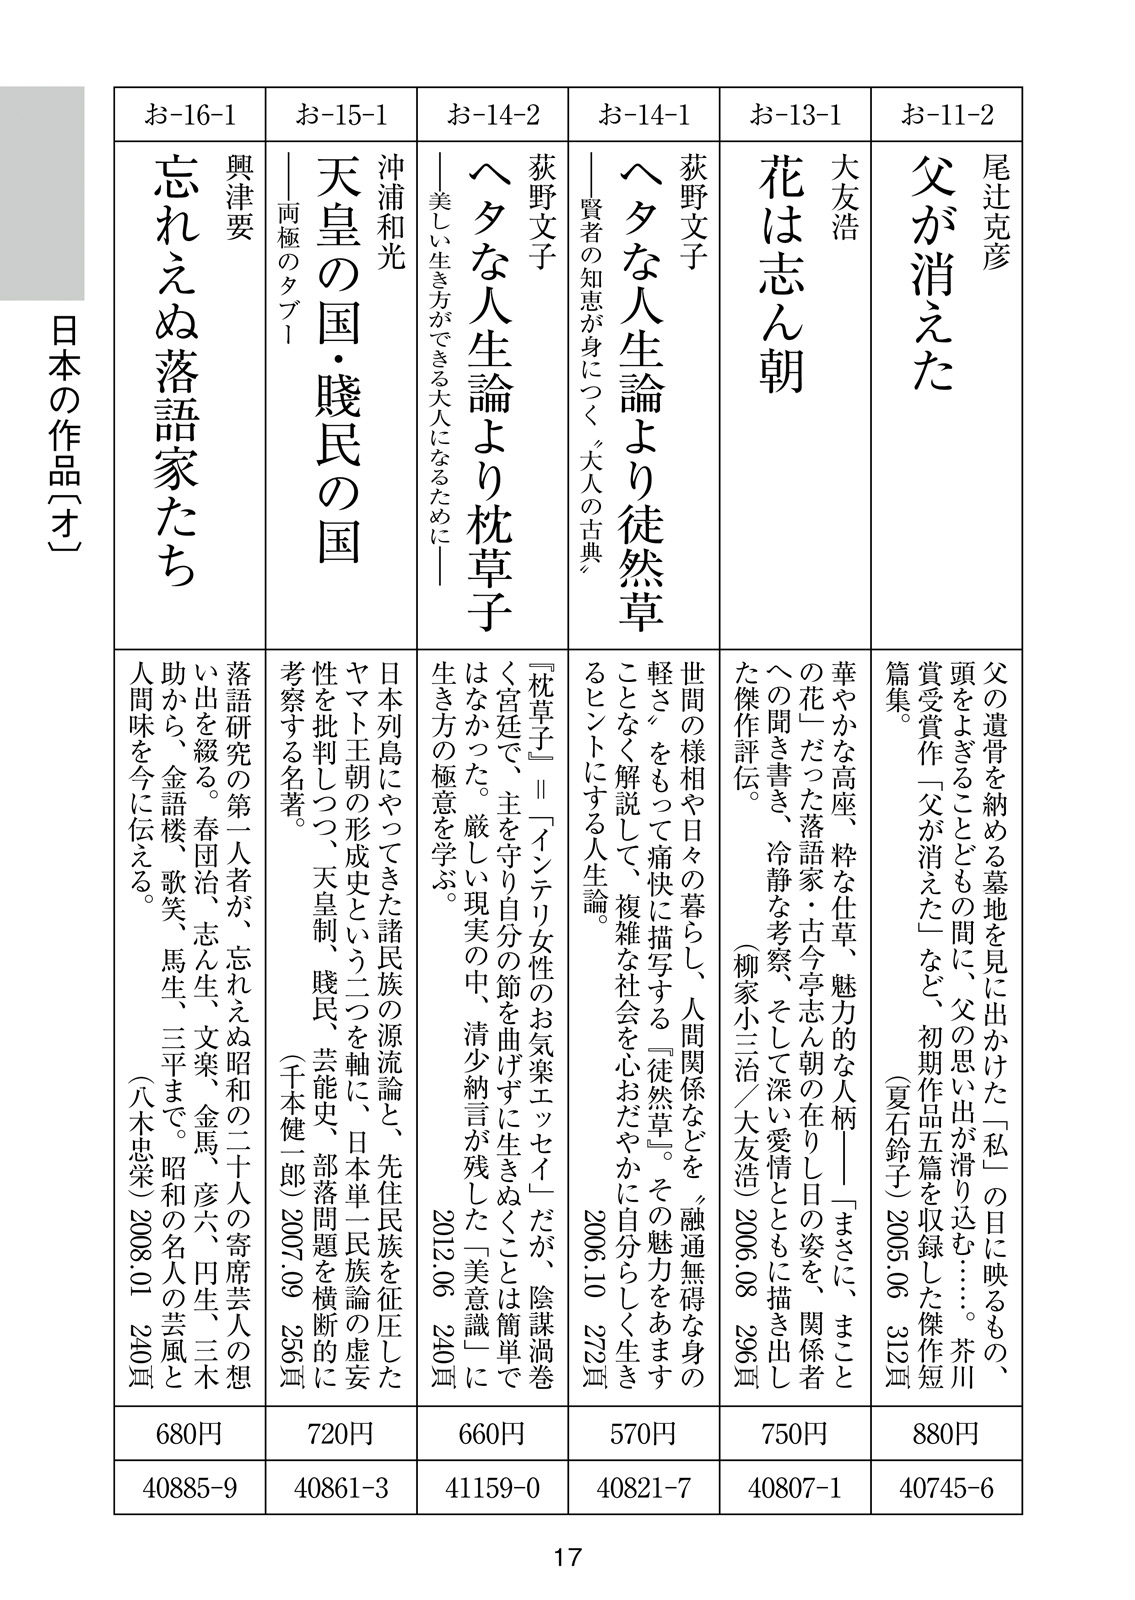 日本の作品〔オ〕
お-11-2
尾辻克彦
父が消えた
父の遺骨を納める墓地を見に出かけた「私」の目に映るもの、
頭をよぎることどもの間に、父の思い出が滑り込む……。芥川
賞受賞作「父が消えた」など、初期作品五篇を収録した傑作短
篇集。
(夏石鈴子) 2005.06 312頁
880円
40745-6
お-13-1
大友浩
花は志ん朝
華やかな高座、粋な仕草、魅力的な人柄――「まさに、まこと
の花」だった落語家・古今亭志ん朝の在りし日の姿を、関係者
への聞き書き、冷静な考察、そして深い愛情とともに描き出し
た傑作評伝。
(柳家小三治／大友浩) 2006.08 296頁
750円
40807-1
お-14-1
荻野文子
ヘタな人生論より徒然草
――賢者の知恵が身につく〝大人の古典〟
世間の様相や日々の暮らし、人間関係などを〝融通無碍な身の
軽さ〟をもって痛快に描写する『徒然草』。その魅力をあます
ことなく解説して、複雑な社会を心おだやかに自分らしく生き
るヒントにする人生論。
2006.10 272頁
570円
40821-7
お-14-2
荻野文子
ヘタな人生論より枕草子
――美しい生き方ができる大人になるために――
『枕草子』＝「インテリ女性のお気楽エッセイ」だが、陰謀渦巻
く宮廷で、主を守り自分の節を曲げずに生きぬくことは簡単で
はなかった。厳しい現実の中、清少納言が残した「美意識」に
生き方の極意を学ぶ。
2012.06 240頁
660円
41159-0
お-15-1
沖浦和光
天皇の国・賤民の国
――両極のタブー
日本列島にやってきた諸民族の源流論と、先住民族を征圧した
ヤマト王朝の形成史という二つを軸に、日本単一民族論の虚妄
性を批判しつつ、天皇制、賤民、芸能史、部落問題を横断的に
考察する名著。
(千本健一郎) 2007.09 256頁
720円
40861-3
お-16-1
興津要
忘れえぬ落語家たち
落語研究の第一人者が、忘れえぬ昭和の二十人の寄席芸人の想
い出を綴る。春団治、志ん生、文楽、金馬、彦六、円生、三木
助から、金語楼、歌笑、馬生、三平まで。昭和の名人の芸風と
人間味を今に伝える。
(八木忠栄) 2008.01 240頁
680円
40885-9
17